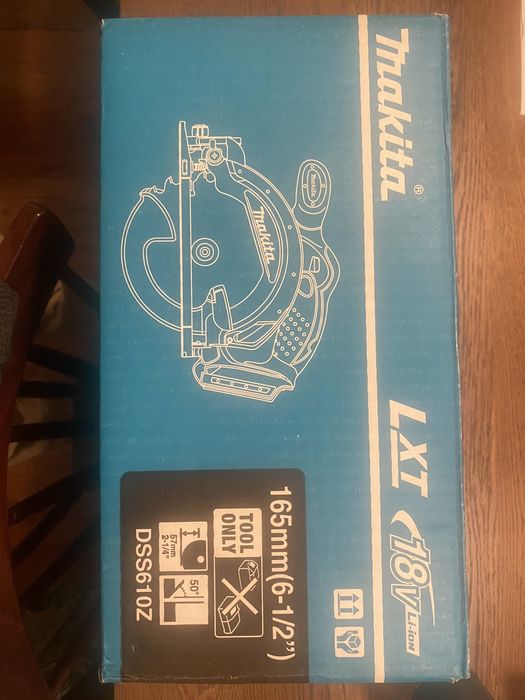 makita®
LXT 18V Li-ion
makita
makita
165mm(6-1/2")
TOOL
ONLY
57mm
2-1/4"
50°
DSS610Z